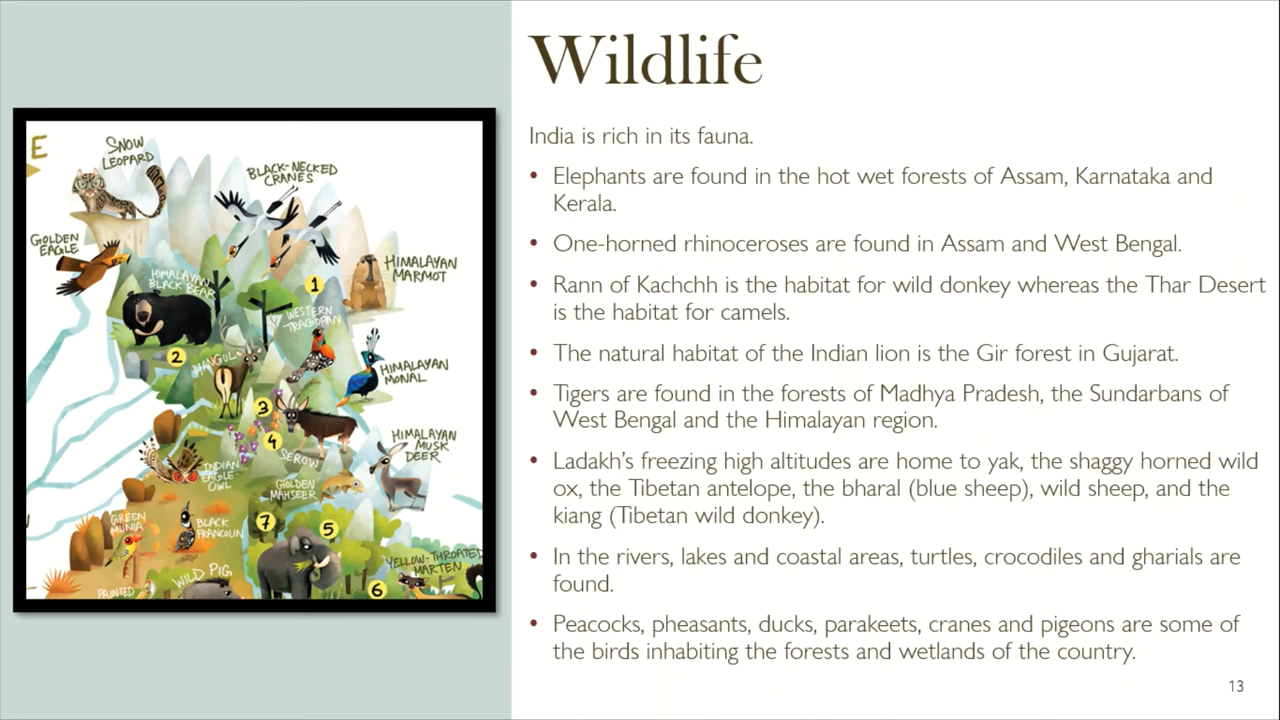 Wildlife
India is rich in its fauna.
• Elephants are found in the hot wet forests of Assam, Karnataka and
Kerala.
• One-horned rhinoceroses are found in Assam and West Bengal.
• Rann of Kachchh is the habitat for wild donkey whereas the Thar Desert
is the habitat for camels.
• The natural habitat of the Indian lion is the Gir forest in Gujarat.
• Tigers are found in the forests of Madhya Pradesh, the Sundarbans of
West Bengal and the Himalayan region.
• Ladakh's freezing high altitudes are home to yak, the shaggy horned wild
ox, the Tibetan antelope, the bharal (blue sheep), wild sheep, and the
kiang (Tibetan wild donkey).
• In the rivers, lakes and coastal areas, turtles, crocodiles and gharials are
found.
• Peacocks, pheasants, ducks, parakeets, cranes and pigeons are some of
the birds inhabiting the forests and wetlands of the country.
13
E
SNOW
LEOPARD
BLACK-NECKED
CRANES
GOLDEN
EAGLE
HIMALAYAN
BLACK BEAR
1
HIMALAYAN
MARMOT
WESTERN
TRAGOPAN
2
HANGUL
HIMALAYAN
MONAL
3
4
SEROW
HIMALAYAN
MUSK
DEER
INDIAN
EAGLE-
OWL
GOLDEN
MAHSEER
GREEN
MUNIA
BLACK
FRANCOLIN
7
5
YELLOW-THROATED
MARTEN
WILD PIG
PAINTED
6